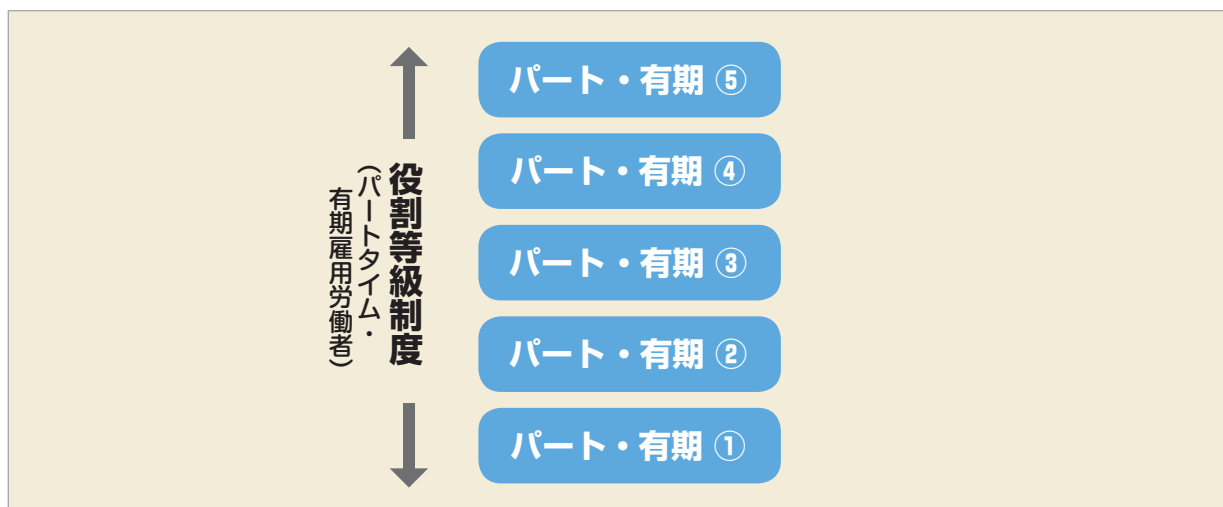 役割等級制度
（パートタイム・
有期雇用労働者）
パート・有期 ⑤
パート・有期 ④
パート・有期 ③
パート・有期 ②
パート・有期 ①